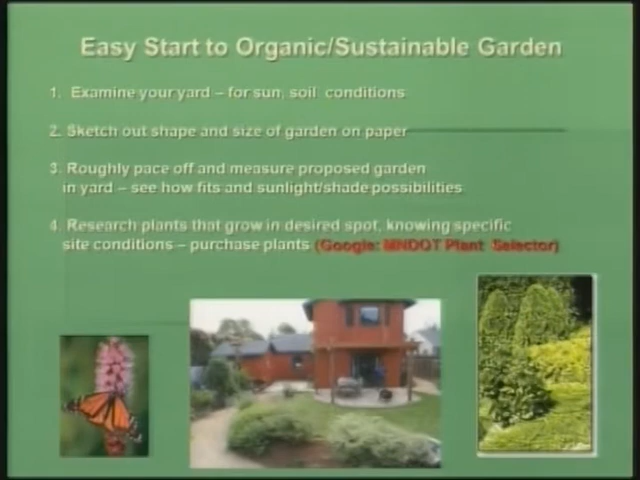 Easy Start to Organic/Sustainable Garden
1. Examine your yard – for sun, soil conditions
2. Sketch out shape and size of garden on paper
3. Roughly pace off and measure proposed garden
in yard – see how fits and sunlight/shade possibilities
4. Research plants that grow in desired spot, knowing specific
site conditions – purchase plants (Google: MNDOT Plant Selector)